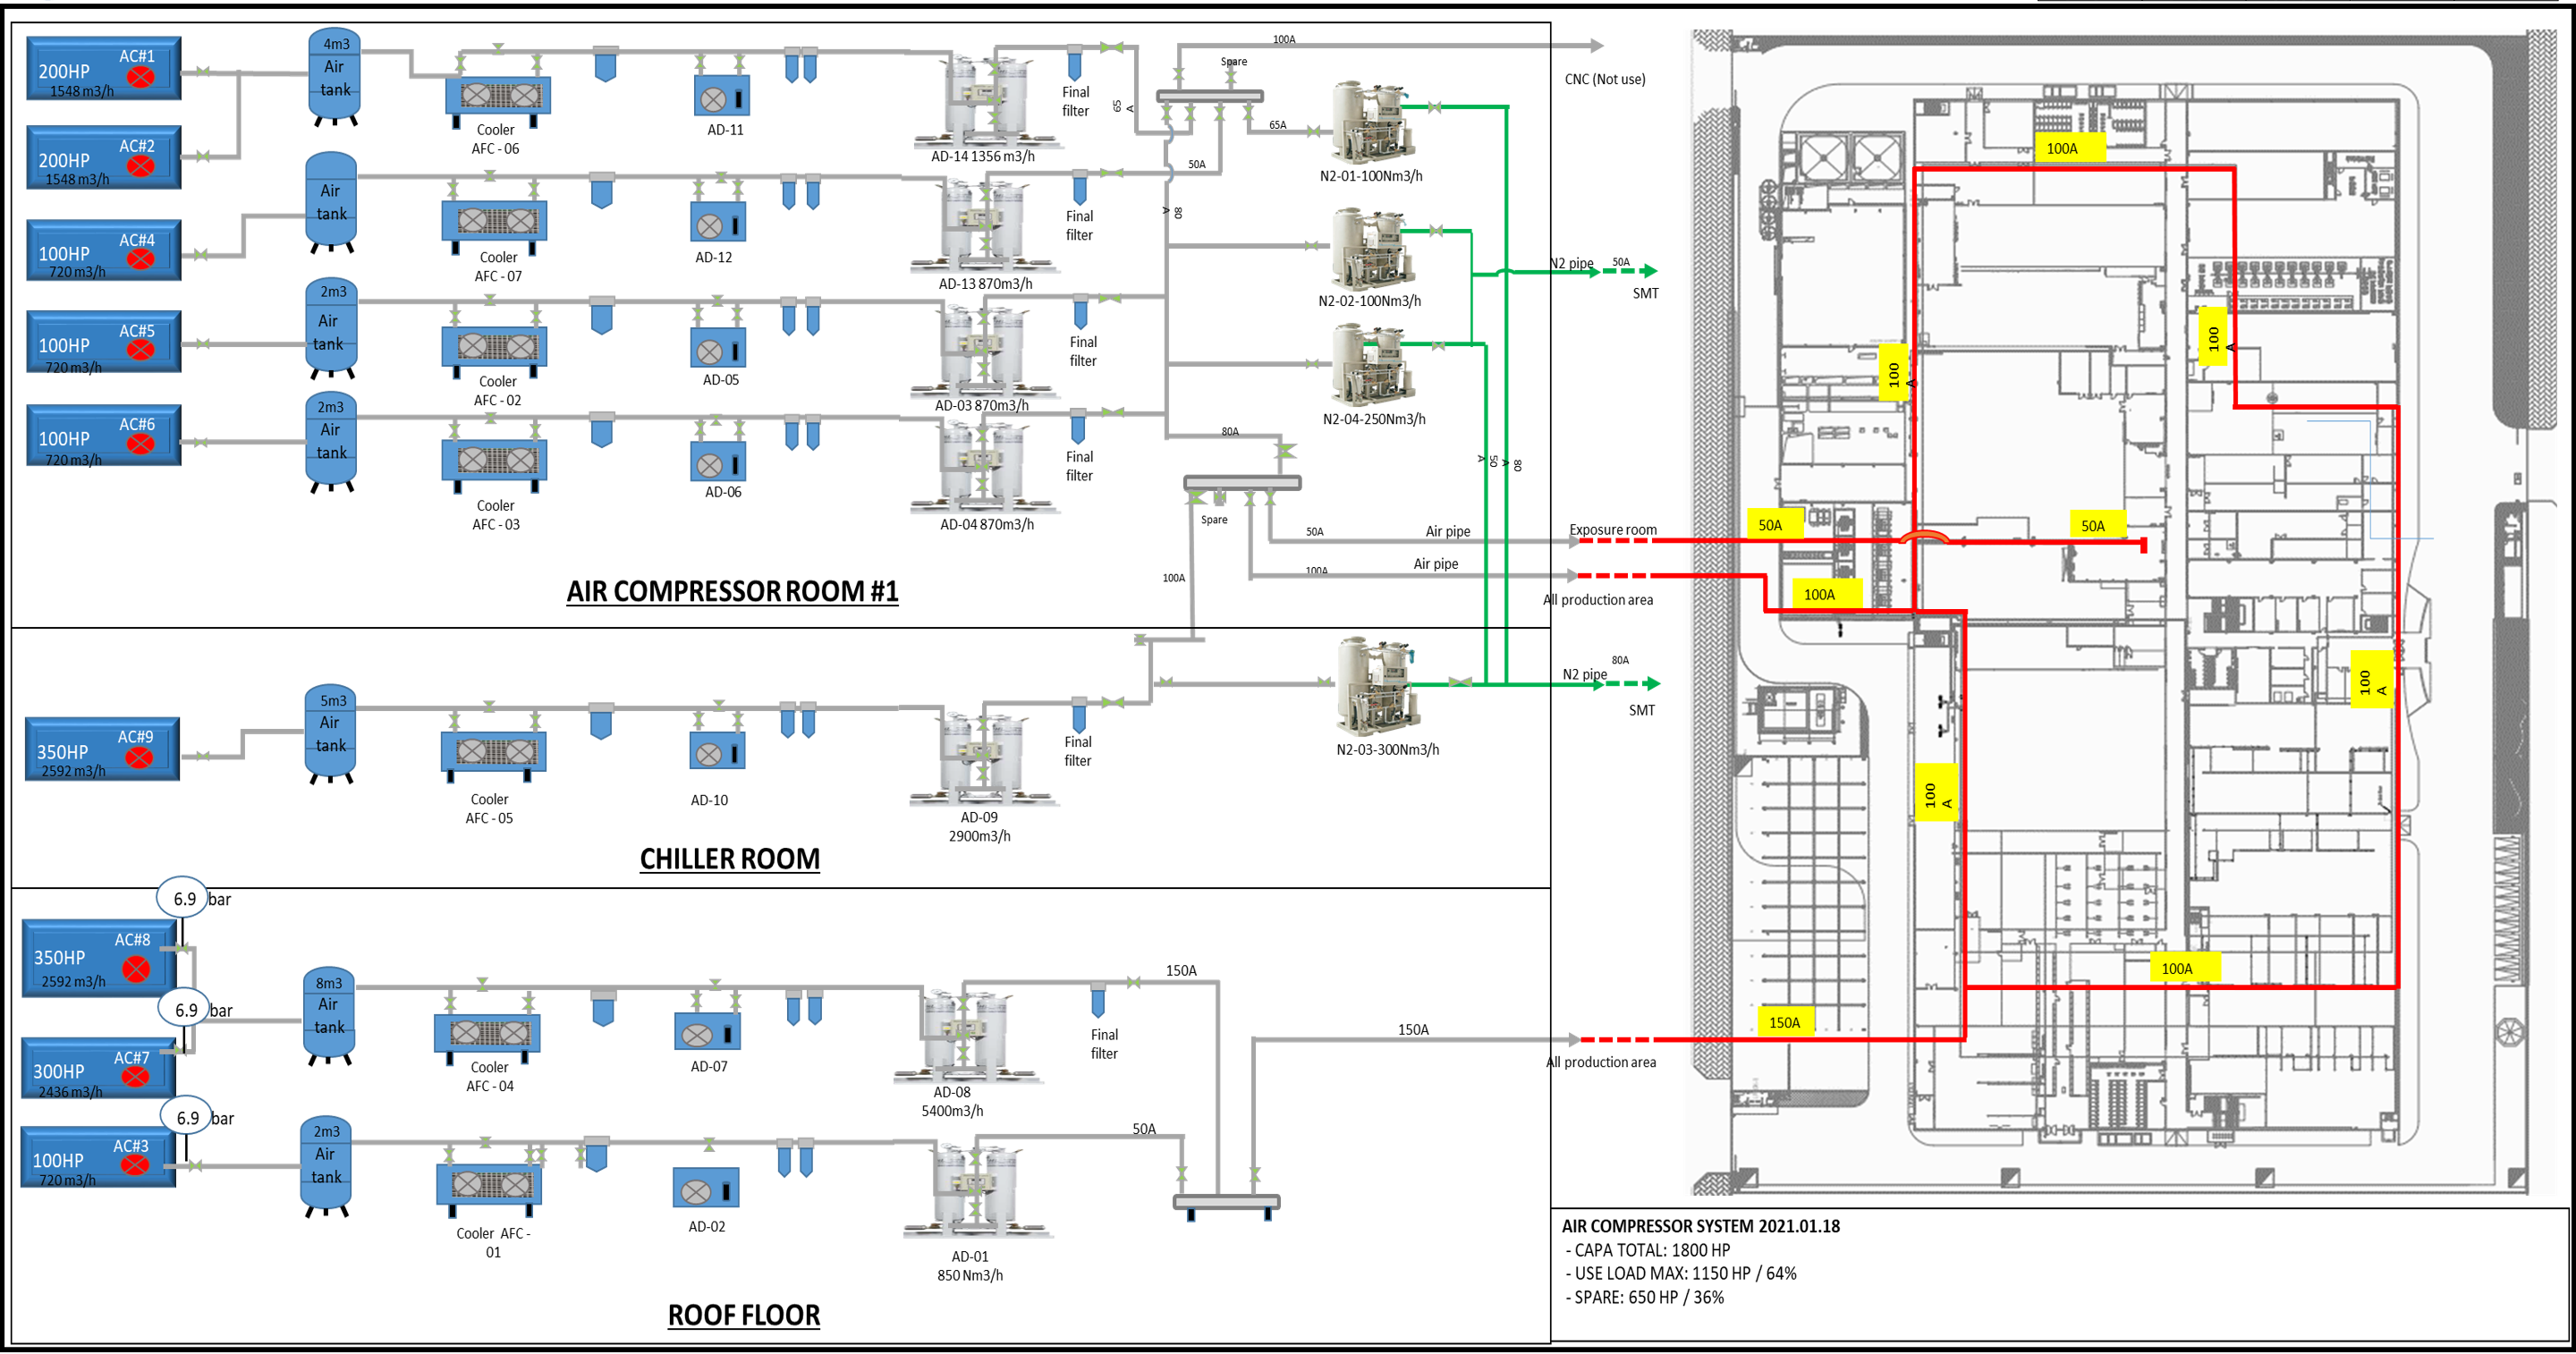 AC#1
200HP
1548 m3/h
4m3
Air
tank
Cooler
AFC - 06
AD-11
AD-14 1356 m3/h
Final
filter
65
A
100A
Spare
65A
N2-01-100Nm3/h
CNC (Not use)
AC#2
200HP
1548 m3/h
Air
tank
Cooler
AFC - 07
AD-12
AD-13 870m3/h
Final
filter
50A
80
A
N2-02-100Nm3/h
N2 pipe
50A
SMT
AC#4
100HP
720 m3/h
AC#5
100HP
720 m3/h
2m3
Air
tank
Cooler
AFC - 02
AD-05
AD-03 870m3/h
Final
filter
N2-04-250Nm3/h
AC#6
100HP
720 m3/h
2m3
Air
tank
Cooler
AFC - 03
AD-06
AD-04 870m3/h
Final
filter
80A
50
A
80
A
Spare
50A
Air pipe
Exposure room
100A
100A
Air pipe
All production area
AIR COMPRESSOR ROOM #1
AC#9
350HP
2592 m3/h
5m3
Air
tank
Cooler
AFC - 05
AD-10
AD-09
2900m3/h
Final
filter
N2-03-300Nm3/h
N2 pipe
80A
SMT
CHILLER ROOM
6.9 bar
AC#8
350HP
2592 m3/h
6.9 bar
AC#7
300HP
2436 m3/h
8m3
Air
tank
Cooler
AFC - 04
AD-07
AD-08
5400m3/h
Final
filter
150A
150A
All production area
6.9 bar
AC#3
100HP
720 m3/h
2m3
Air
tank
Cooler AFC -
01
AD-02
AD-01
850 Nm3/h
50A
ROOF FLOOR
100A
100
A
100
A
50A
50A
100A
100
A
100
A
100A
150A
AIR COMPRESSOR SYSTEM 2021.01.18
- CAPA TOTAL: 1800 HP
- USE LOAD MAX: 1150 HP / 64%
- SPARE: 650 HP / 36%